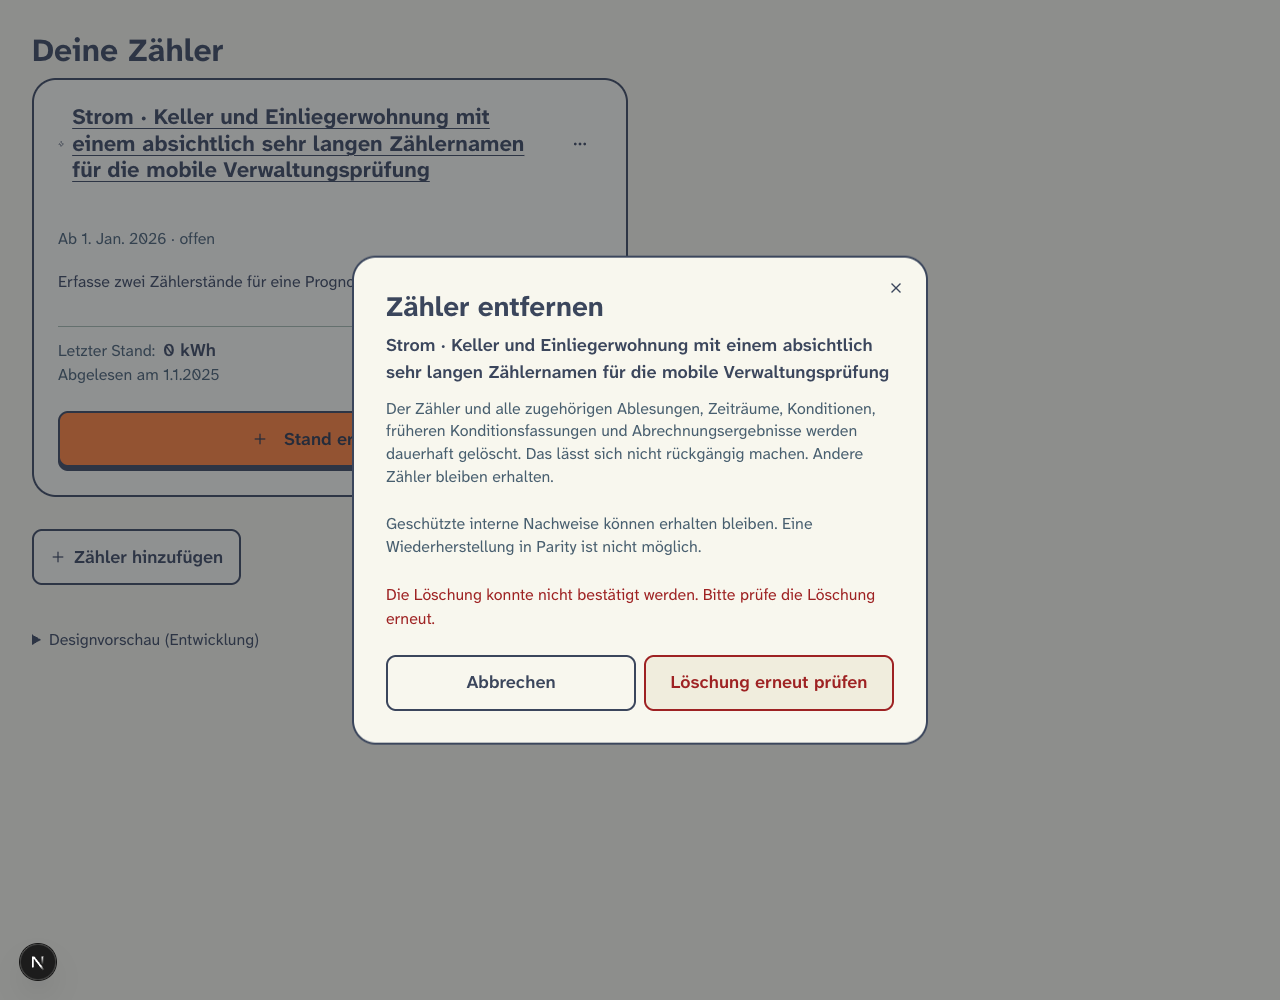 Deine Zähler
Strom · Keller und Einliegerwohnung mit
einem absichtlich sehr langen Zählernamen
für die mobile Verwaltungsprüfung
Ab 1. Jan. 2026 · offen
Erfasse zwei Zählerstände für eine Progno
Letzter Stand: 0 kWh
Abgelesen am 1.1.2025
+ Stand er
+ Zähler hinzufügen
Designvorschau (Entwicklung)
Zähler entfernen
Strom · Keller und Einliegerwohnung mit einem absichtlich
sehr langen Zählernamen für die mobile Verwaltungsprüfung
Der Zähler und alle zugehörigen Ablesungen, Zeiträume, Konditionen,
früheren Konditionsfassungen und Abrechnungsergebnisse werden
dauerhaft gelöscht. Das lässt sich nicht rückgängig machen. Andere
Zähler bleiben erhalten.
Geschützte interne Nachweise können erhalten bleiben. Eine
Wiederherstellung in Parity ist nicht möglich.
Die Löschung konnte nicht bestätigt werden. Bitte prüfe die Löschung
erneut.
Abbrechen
Löschung erneut prüfen
N